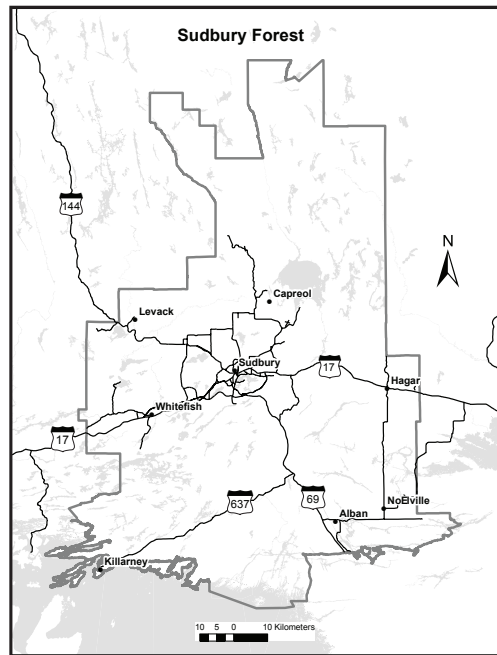 Sudbury Forest
144
N
Capreol
Levack
Sudbury
17
Hagar
Whitefish
17
637
69
NoElville
Alban
Killarney
10 5 0 10 Kilometers